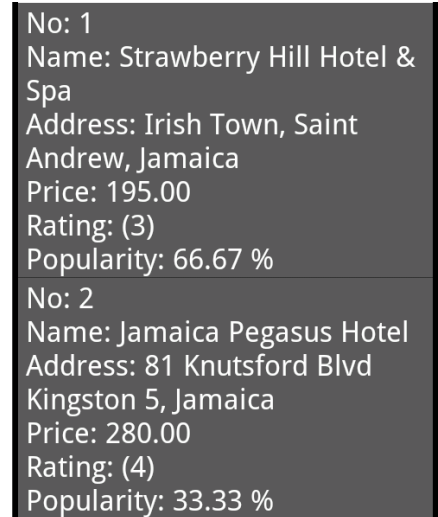 No: 1
Name: Strawberry Hill Hotel &
Spa
Address: Irish Town, Saint
Andrew, Jamaica
Price: 195.00
Rating: (3)
Popularity: 66.67 %
No: 2
Name: Jamaica Pegasus Hotel
Address: 81 Knutsford Blvd
Kingston 5, Jamaica
Price: 280.00
Rating: (4)
Popularity: 33.33 %